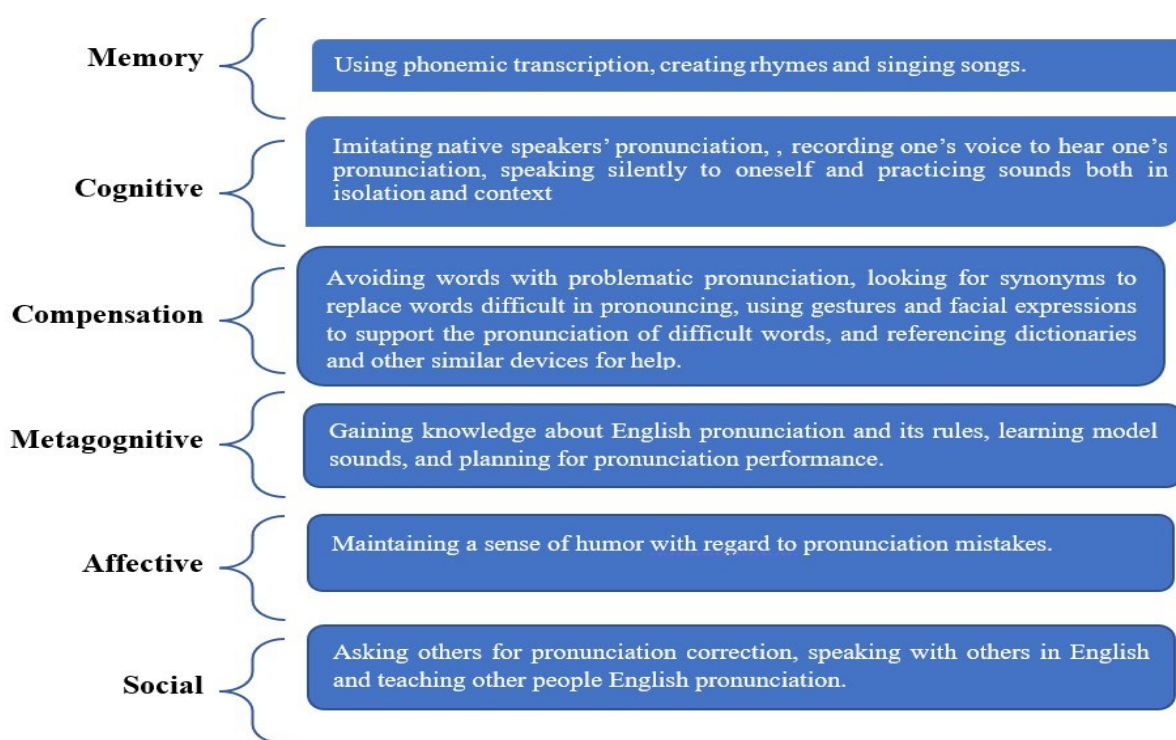 Memory
Using phonemic transcription, creating rhymes and singing songs.
Cognitive
Imitating native speakers’ pronunciation, , recording one’s voice to hear one’s
pronunciation, speaking silently to oneself and practicing sounds both in
isolation and context
Compensation
Avoiding words with problematic pronunciation, looking for synonyms to
replace words difficult in pronouncing, using gestures and facial expressions
to support the pronunciation of difficult words, and referencing dictionaries
and other similar devices for help.
Metagognitive
Gaining knowledge about English pronunciation and its rules, learning model
sounds, and planning for pronunciation performance.
Affective
Maintaining a sense of humor with regard to pronunciation mistakes.
Social
Asking others for pronunciation correction, speaking with others in English
and teaching other people English pronunciation.